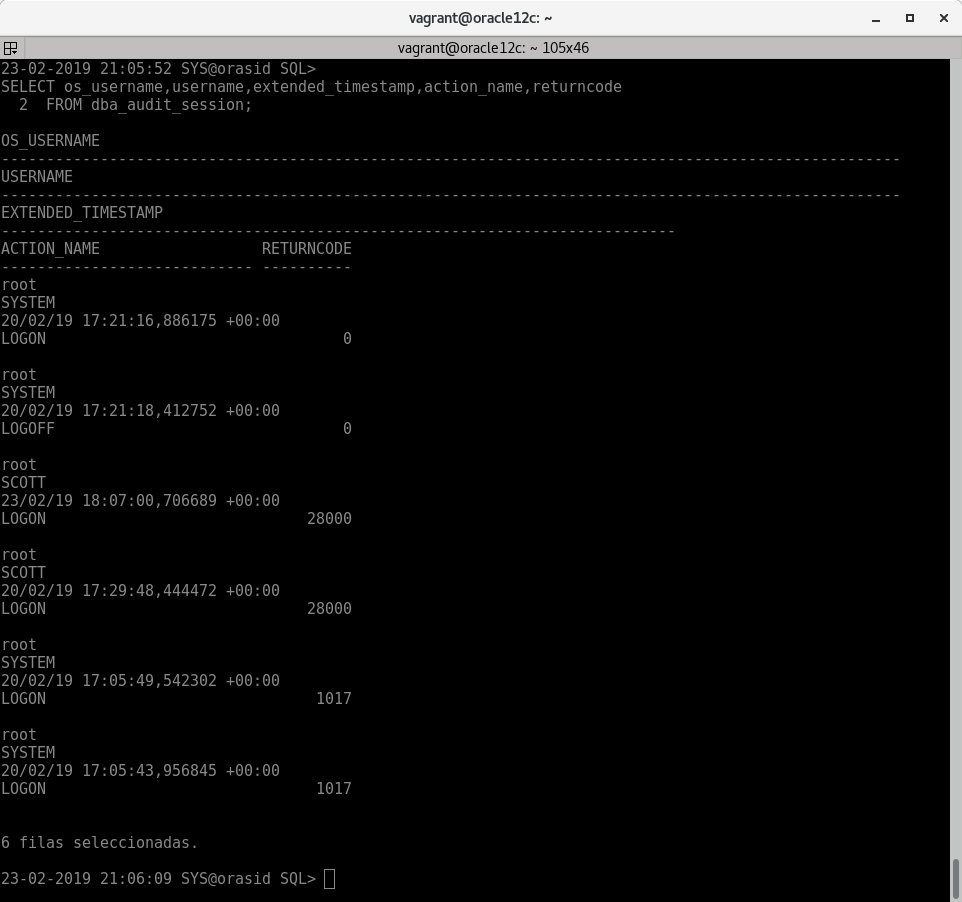 vagrant@oracle12c: ~
vagrant@oracle12c: ~ 105x46
23-02-2019 21:05:52 SYS@orasid SQL>
SELECT os_username,username,extended_timestamp,action_name,returncode
  2  FROM dba_audit_session;

OS_USERNAME
----------------------------------------------------------------------------------------------------
USERNAME
----------------------------------------------------------------------------------------------------
EXTENDED_TIMESTAMP
---------------------------------------------------------------------------
ACTION_NAME                  RETURNCODE
---------------------------- ----------
root
SYSTEM
20/02/19 17:21:16,886175 +00:00
LOGON                                 0

root
SYSTEM
20/02/19 17:21:18,412752 +00:00
LOGOFF                                0

root
SCOTT
23/02/19 18:07:00,706689 +00:00
LOGON                             28000

root
SCOTT
20/02/19 17:29:48,444472 +00:00
LOGON                             28000

root
SYSTEM
20/02/19 17:05:49,542302 +00:00
LOGON                              1017

root
SYSTEM
20/02/19 17:05:43,956845 +00:00
LOGON                              1017


6 filas seleccionadas.

23-02-2019 21:06:09 SYS@orasid SQL>